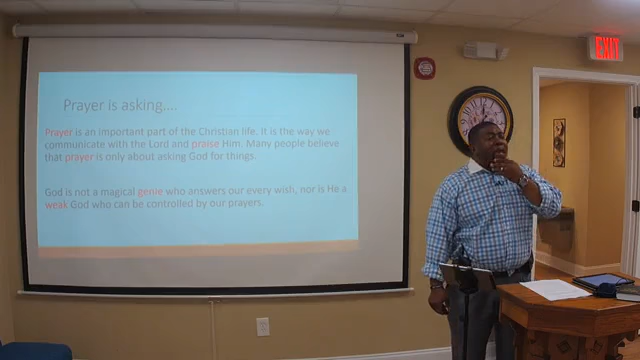 Prayer is asking....
Prayer is an important part of the Christian life. It is the way we
communicate with the Lord and praise Him. Many people believe
that prayer is only about asking God for things.
God is not a magical genie who answers our every wish, nor is He a
weak God who can be controlled by our prayers.
EXIT